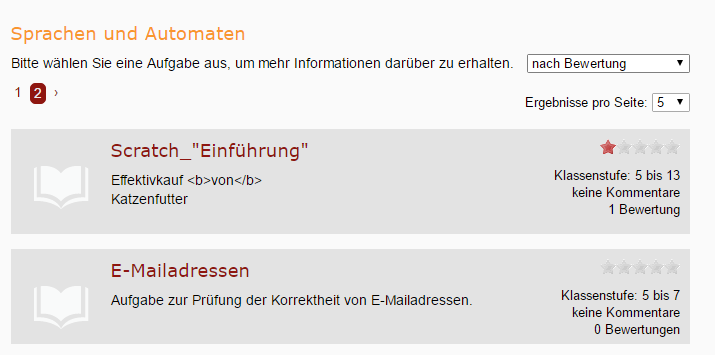 Sprachen und Automaten
Bitte wählen Sie eine Aufgabe aus, um mehr Informationen darüber zu erhalten.
nach Bewertung
1 2 ›
Ergebnisse pro Seite: 5
Scratch_"Einführung"
Effektivkauf <b>von</b>
Katzenfutter
Klassenstufe: 5 bis 13
keine Kommentare
1 Bewertung
E-Mailadressen
Aufgabe zur Prüfung der Korrektheit von E-Mailadressen.
Klassenstufe: 5 bis 7
keine Kommentare
0 Bewertungen